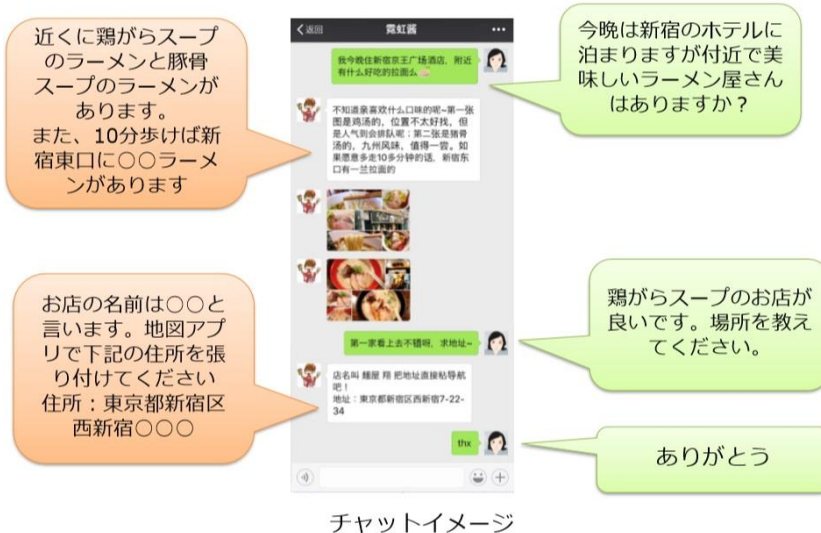 近くに鶏がらスープ
のラーメンと豚骨
スープのラーメンが
あります。
また、10分歩けば新
宿東口に○○ラーメ
ンがあります
お店の名前は○○と
言います。地図アプ
リで下記の住所を張
り付けてください
住所：東京都新宿区
西新宿○○○
返回
霓虹酱
我今晚住新宿京王广场酒店，附近
有什么好吃的拉面么
不知道亲喜欢什么口味的呢~第一张
图是鸡汤的，位置不太好找，但
是人气到会排队呢；第二张是猪骨
汤的，九州风味，值得一尝。如
果愿意多走10多分钟的话，新宿东
口有一兰拉面的
第一家看上去不错呀，求地址~
店名叫 麺屋 翔 把地址直接粘导航
吧！
地址：東京都新宿区西新宿7-22-
34
thx
今晩は新宿のホテルに
泊まりますが付近で美
味しいラーメン屋さん
はありますか？
鶏がらスープのお店が
良いです。場所を教え
てください。
ありがとう
チャットイメージ